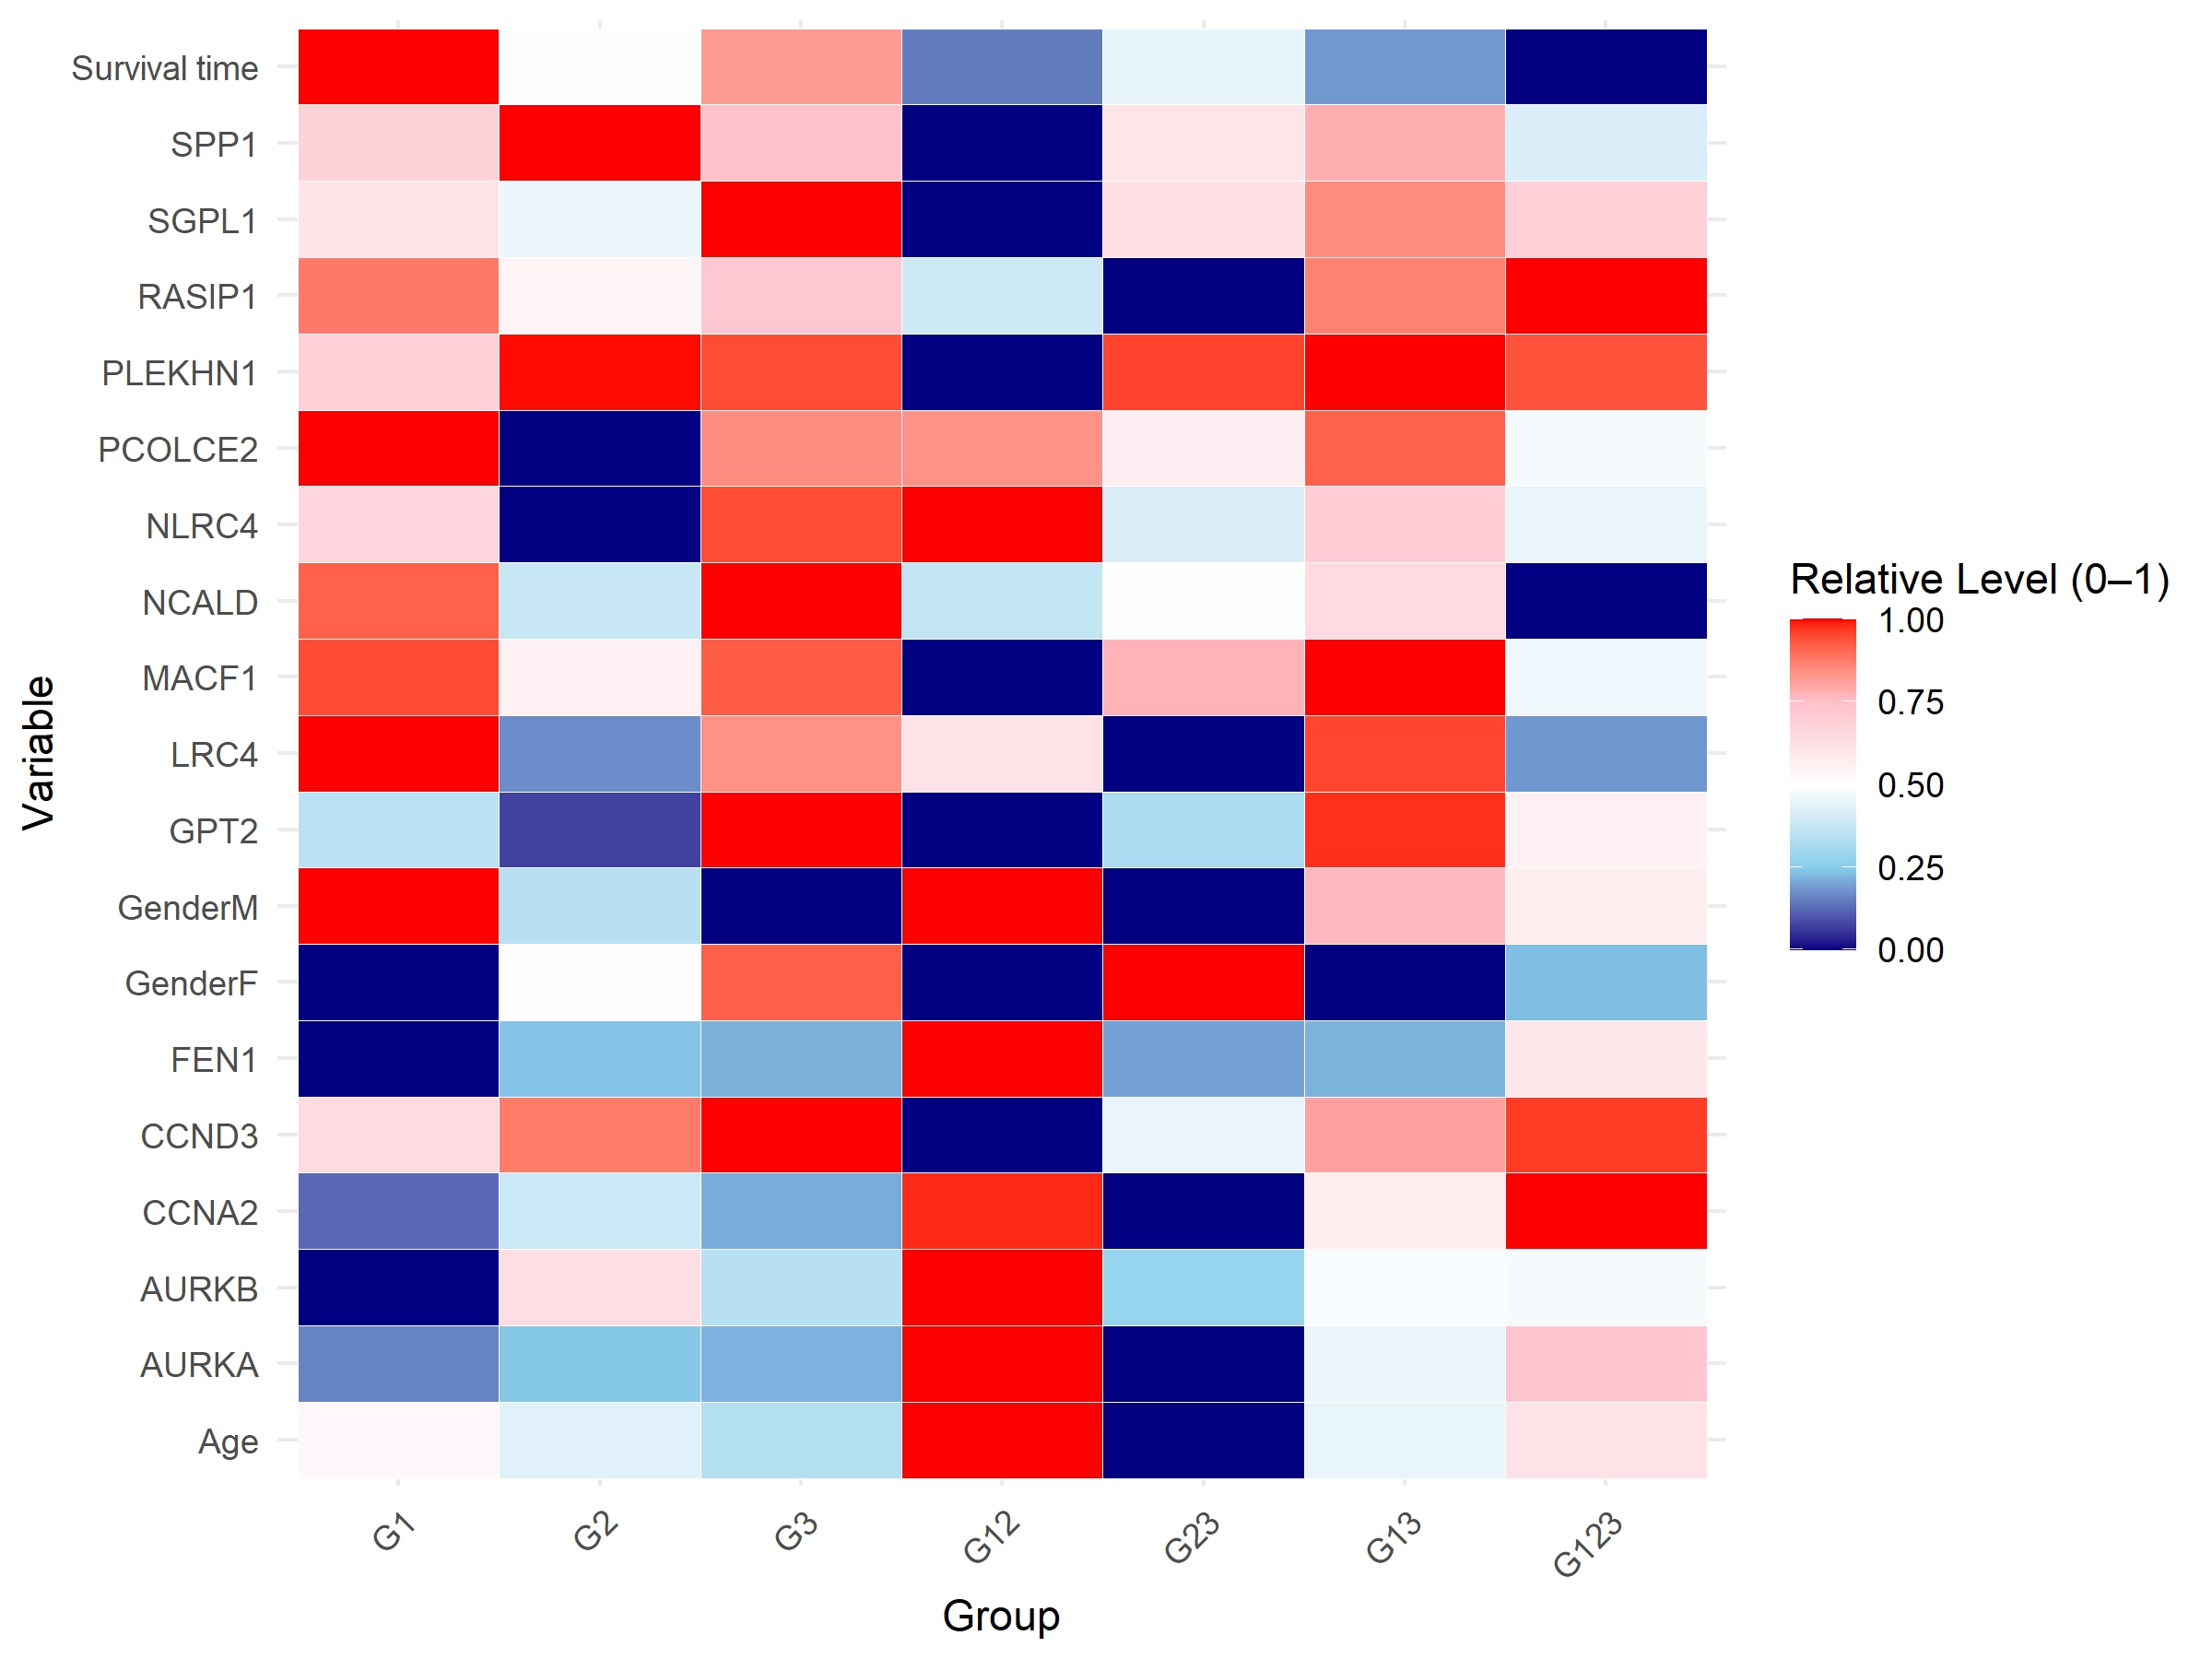 Survival time
SPP1
SGPL1
RASIP1
PLEKHN1
PCOLCE2
NLRC4
NCALD
MACF1
LRC4
GPT2
GenderM
GenderF
FEN1
CCND3
CCNA2
AURKB
AURKA
Age
Variable
G1
G2
G3
G12
G23
G13
G123
Group
Relative Level (0–1)
1.00
0.75
0.50
0.25
0.00